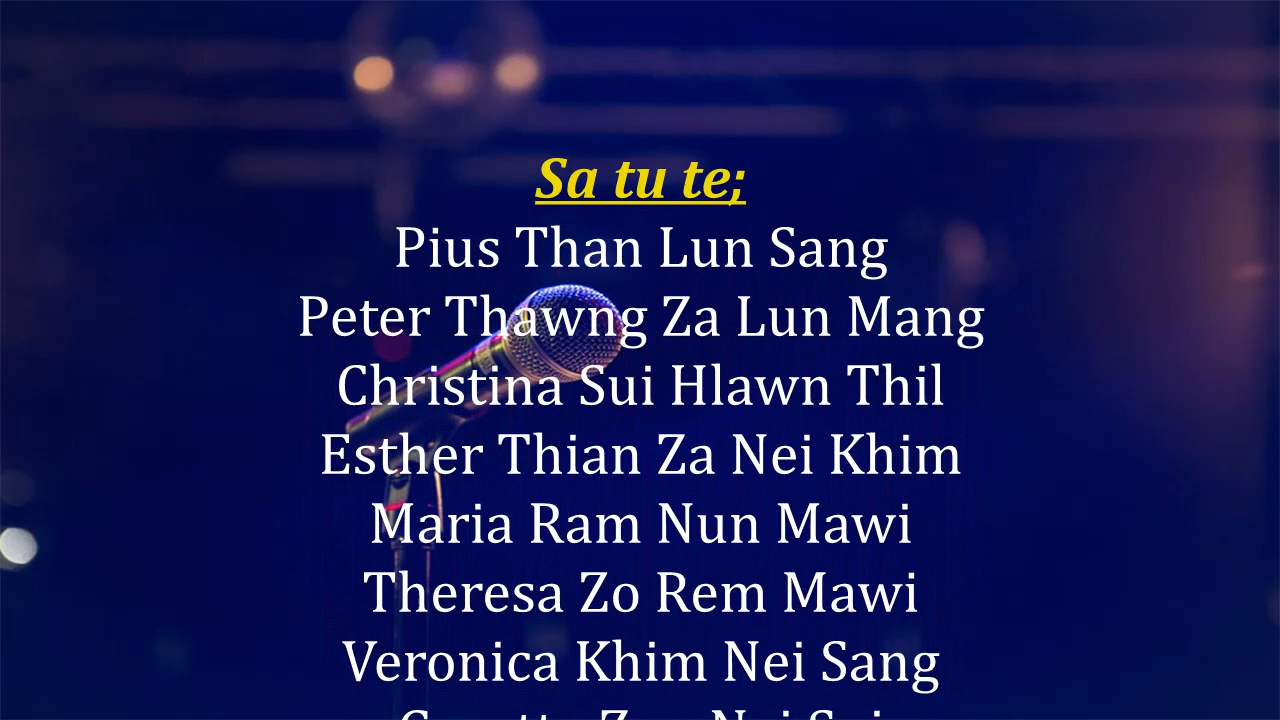 Sa tu te;
Pius Than Lun Sang
Peter Thawng Za Lun Mang
Christina Sui Hlawn Thil
Esther Thian Za Nei Khim
Maria Ram Nun Mawi
Theresa Zo Rem Mawi
Veronica Khim Nei Sang